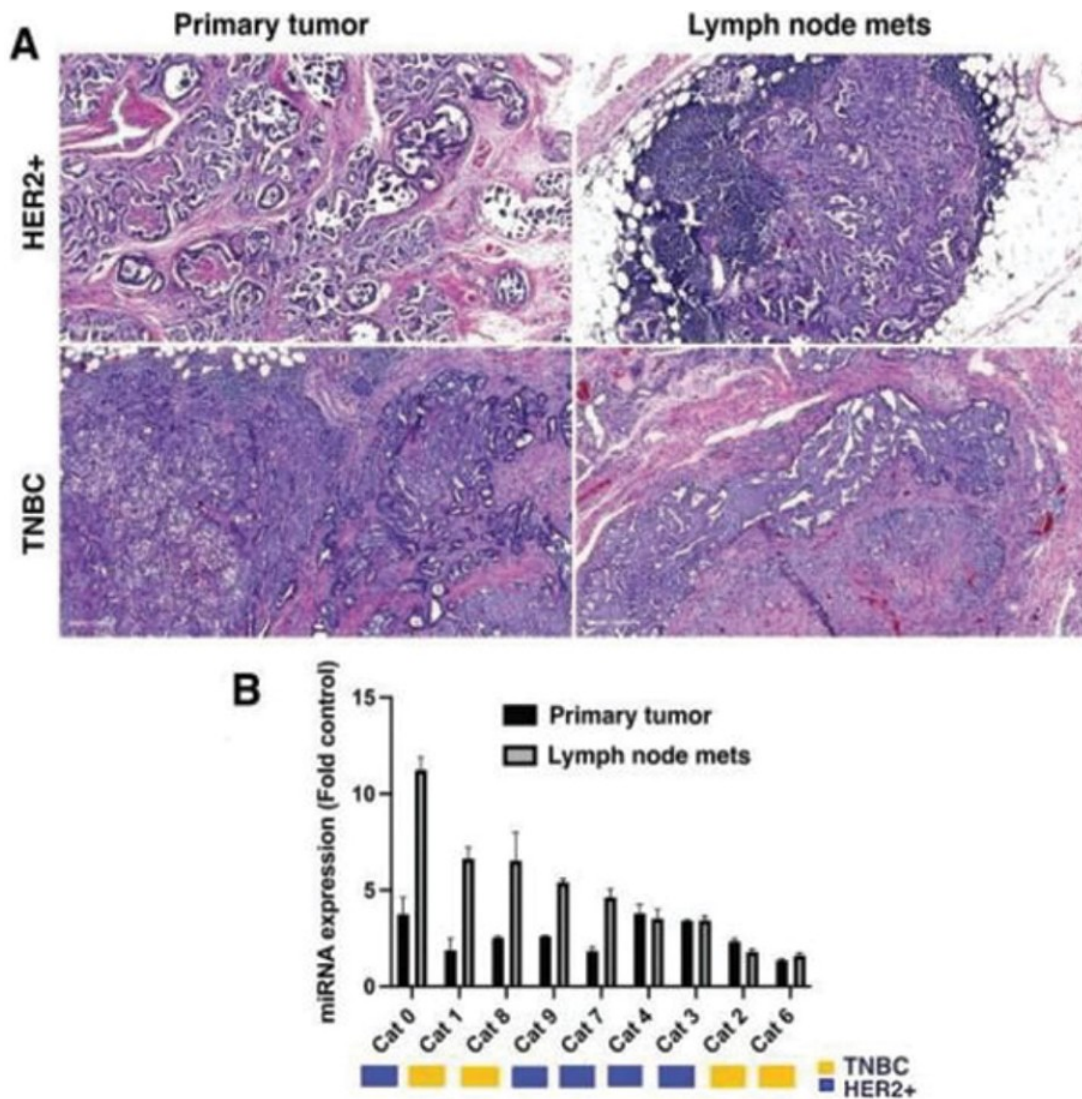 Primary tumor
Lymph node mets
A
HER2+
TNBC
B
miRNA expression (Fold control)
15
10
5
0
Primary tumor
Lymph node mets
Cat 0
Cat 1
Cat 8
Cat 9
Cat 7
Cat 4
Cat 3
Cat 2
Cat 6
TNBC
HER2+